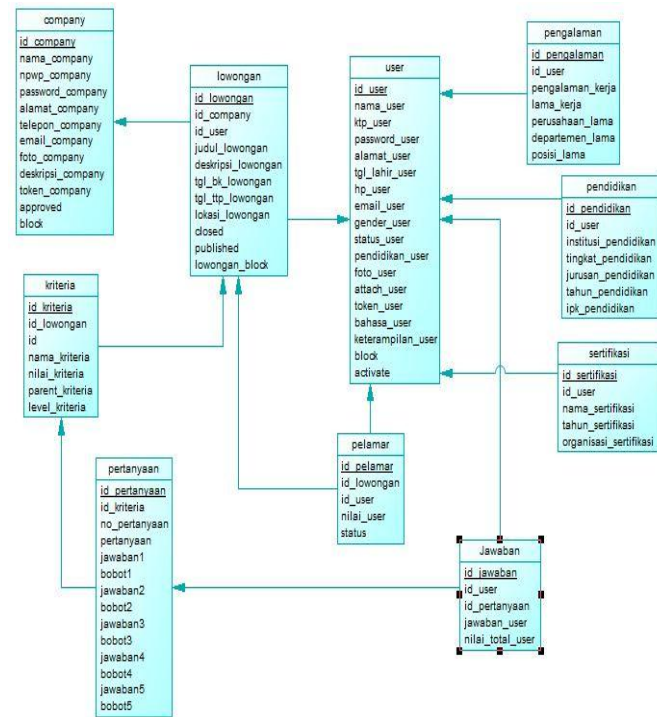 company
id_company
nama_company
npwp_company
password_company
alamat_company
telepon_company
email_company
foto_company
deskripsi_company
token_company
approved
block
lowongan
id_lowongan
id_company
id_user
judul_lowongan
deskripsi_lowongan
tgl_bk_lowongan
tgl_ttp_lowongan
lokasi_lowongan
closed
published
lowongan_block
user
id_user
nama_user
ktp_user
password_user
alamat_user
tgl_lahir_user
hp_user
email_user
gender_user
status_user
pendidikan_user
foto_user
attach_user
token_user
bahasa_user
keterampilan_user
block
activate
pengalaman
id_pengalaman
id_user
pengalaman_kerja
lama_kerja
perusahaan_lama
departemen_lama
posisi_lama
pendidikan
id_pendidikan
id_user
institusi_pendidikan
tingkat_pendidikan
jurusan_pendidikan
tahun_pendidikan
ipk_pendidikan
kriteria
id_kriteria
id_lowongan
id
nama_kriteria
nilai_kriteria
parent_kriteria
level_kriteria
sertifikasi
id_sertifikasi
id_user
nama_sertifikasi
tahun_sertifikasi
organisasi_sertifikasi
pelamar
id_pelamar
id_lowongan
id_user
nilai_user
status
pertanyaan
id_pertanyaan
id_kriteria
no_pertanyaan
pertanyaan
jawaban1
bobot1
jawaban2
bobot2
jawaban3
bobot3
jawaban4
bobot4
jawaban5
bobot5
Jawaban
id_jawaban
id_user
id_pertanyaan
jawaban_user
nilai_total_user